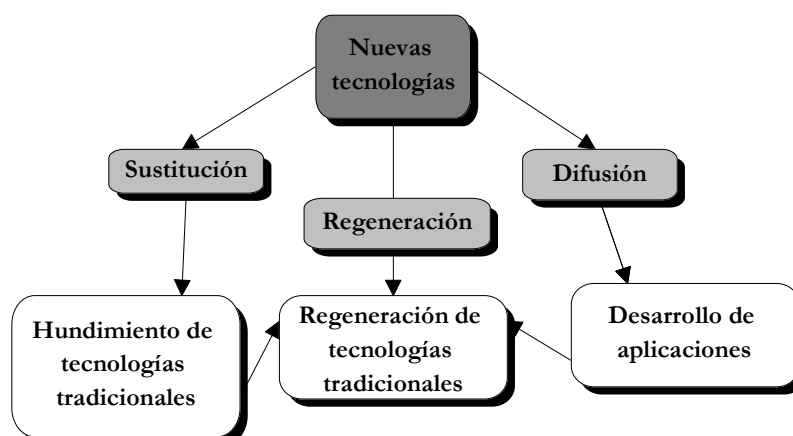 Nuevas
tecnologías
Sustitución
Difusión
Regeneración
Hundimiento de
tecnologías
tradicionales
Regeneración de
tecnologías
tradicionales
Desarrollo de
aplicaciones